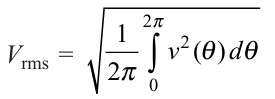 V_rms = √( (1/2π) ∫₀^{2π} v²(θ) dθ )